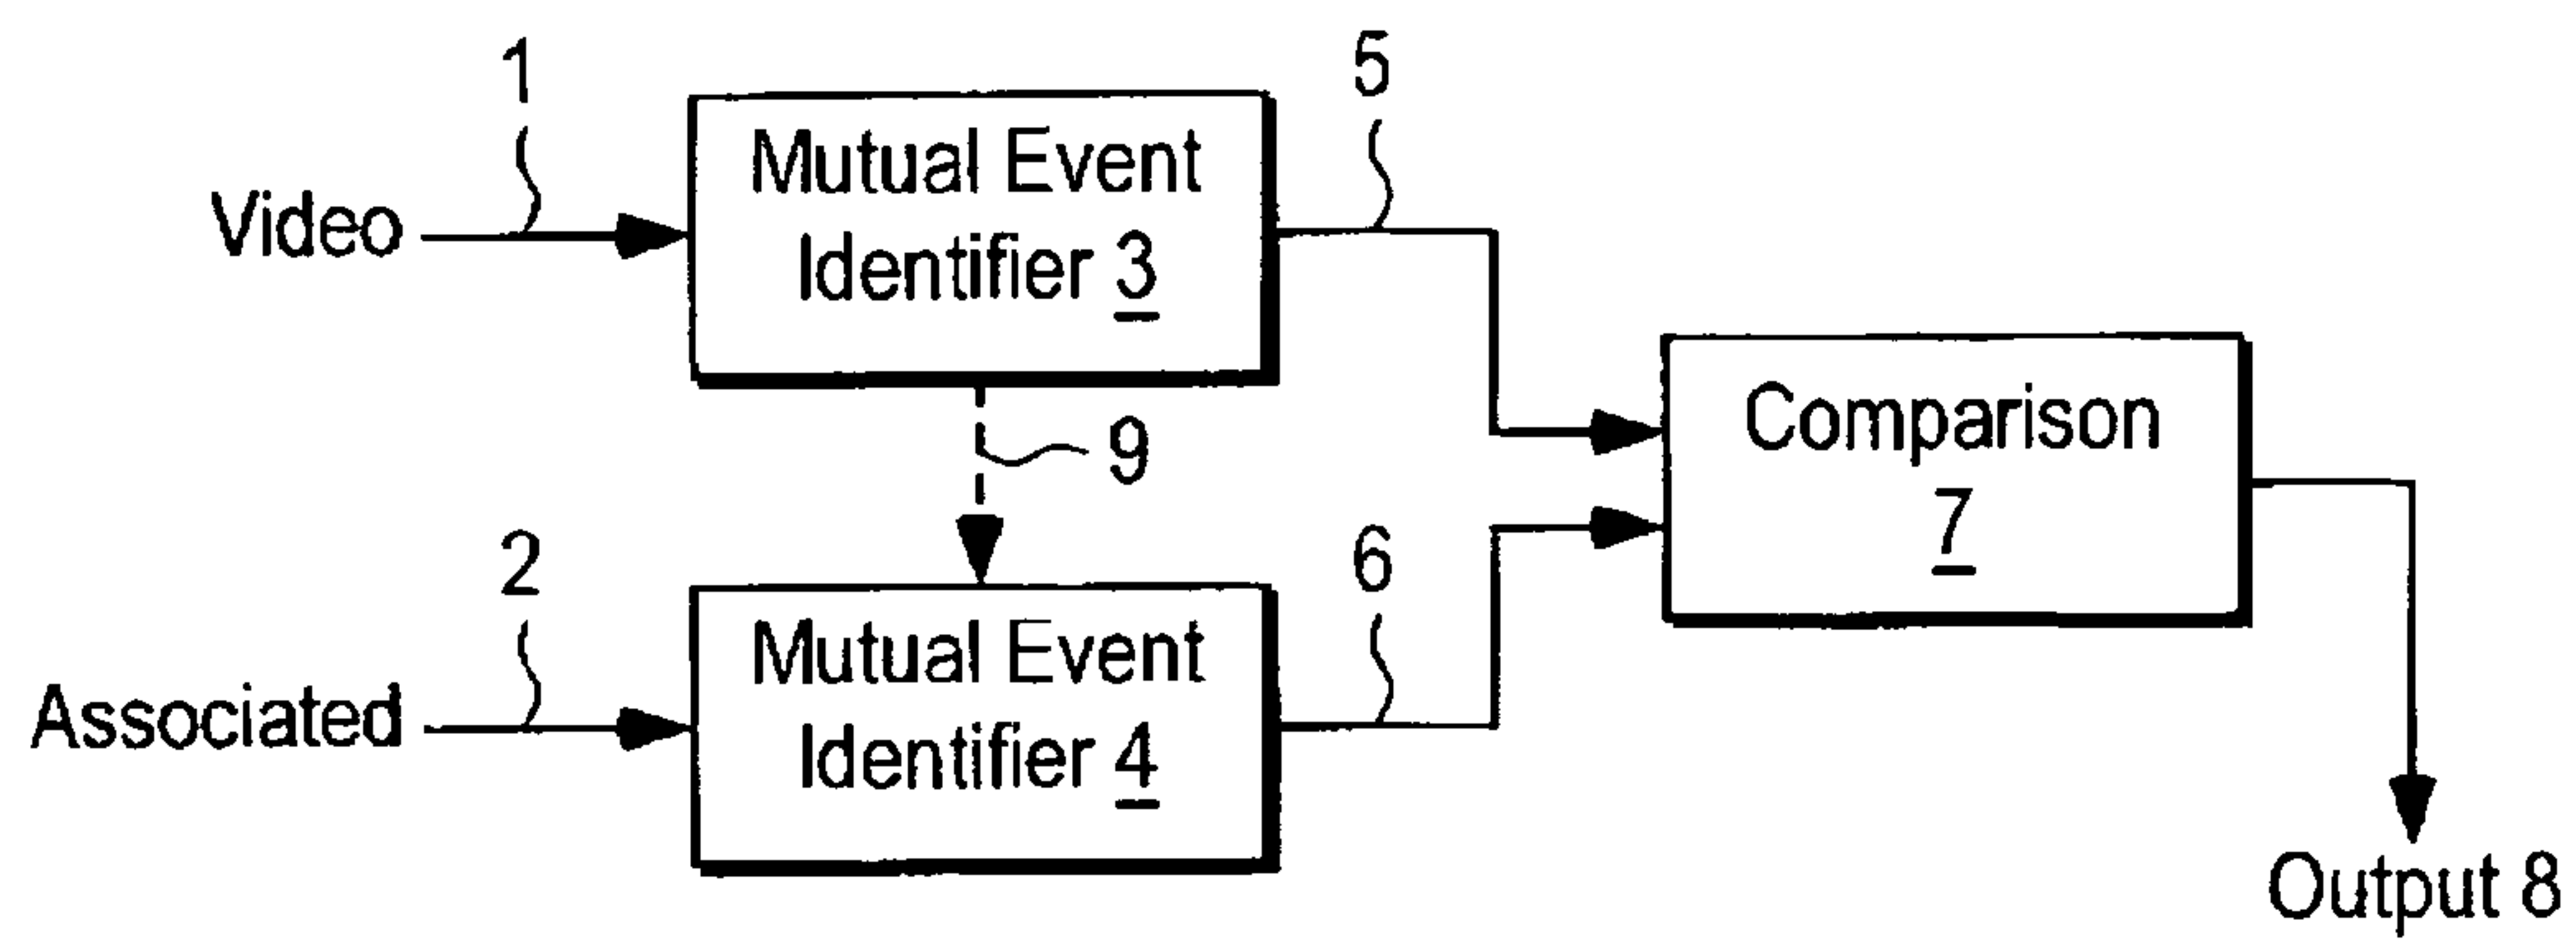 1
5
Video
Mutual Event
Identifier 3
9
Comparison
7
2
6
Associated
Mutual Event
Identifier 4
Output 8